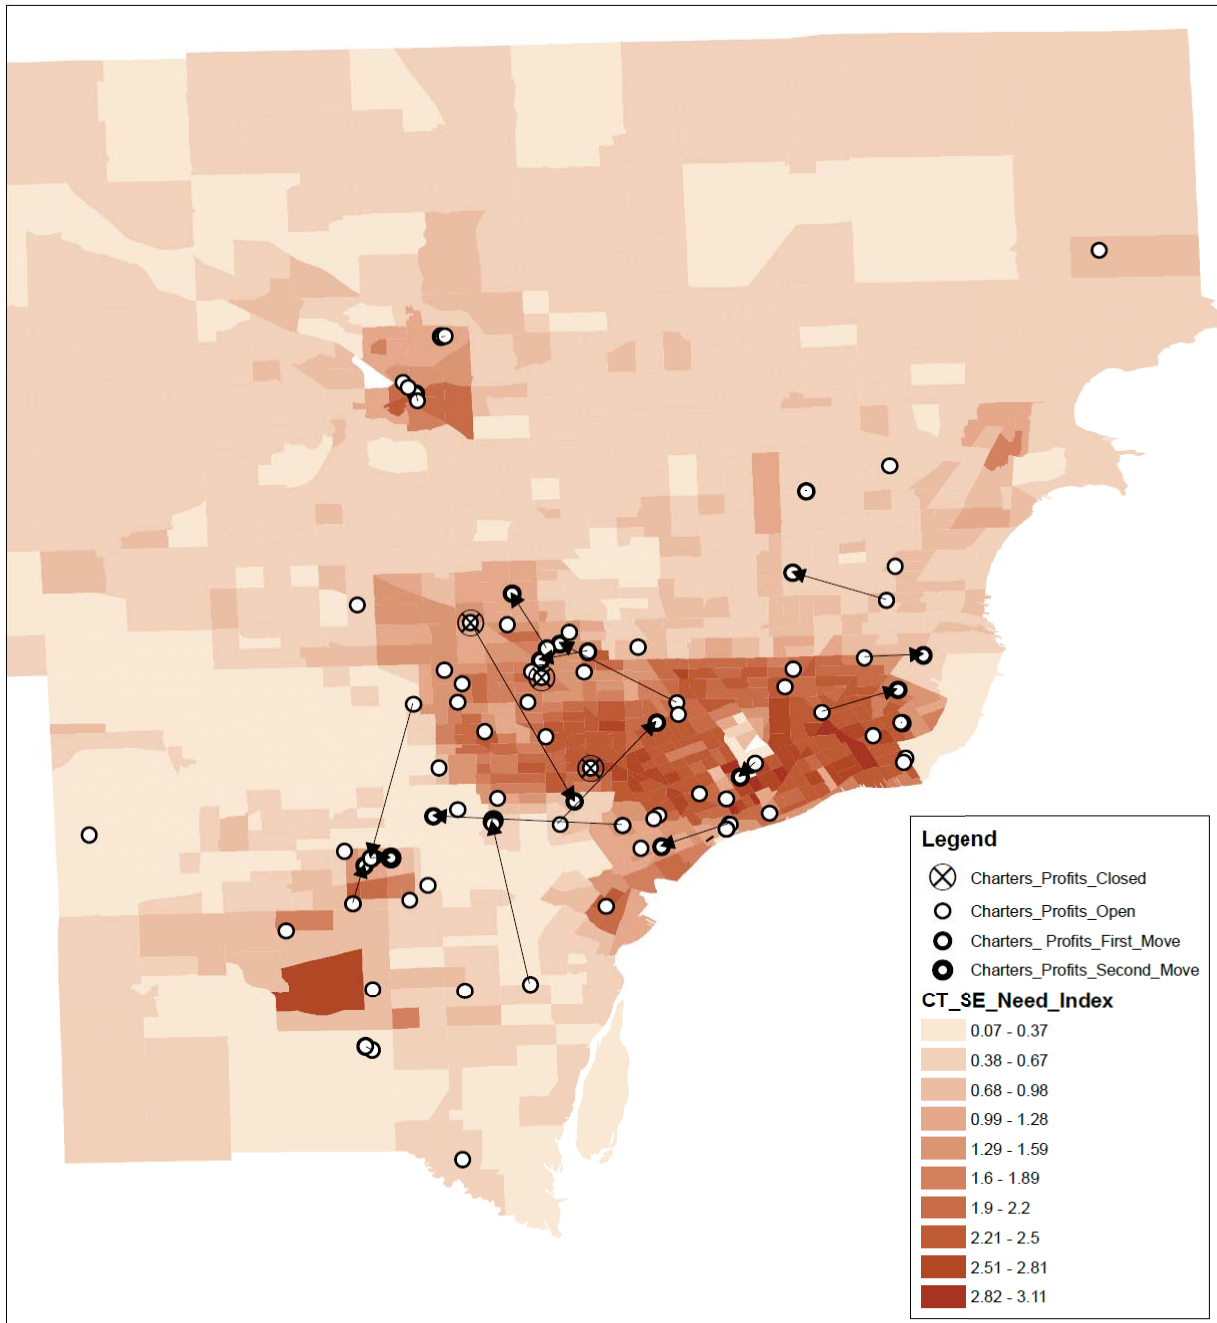 Legend
Charters_Profits_Closed
Charters_Profits_Open
Charters_ Profits_First_Move
Charters_Profits_Second_Move
CT_SE_Need_Index
0.07 - 0.37
0.38 - 0.67
0.68 - 0.98
0.99 - 1.28
1.29 - 1.59
1.6 - 1.89
1.9 - 2.2
2.21 - 2.5
2.51 - 2.81
2.82 - 3.11